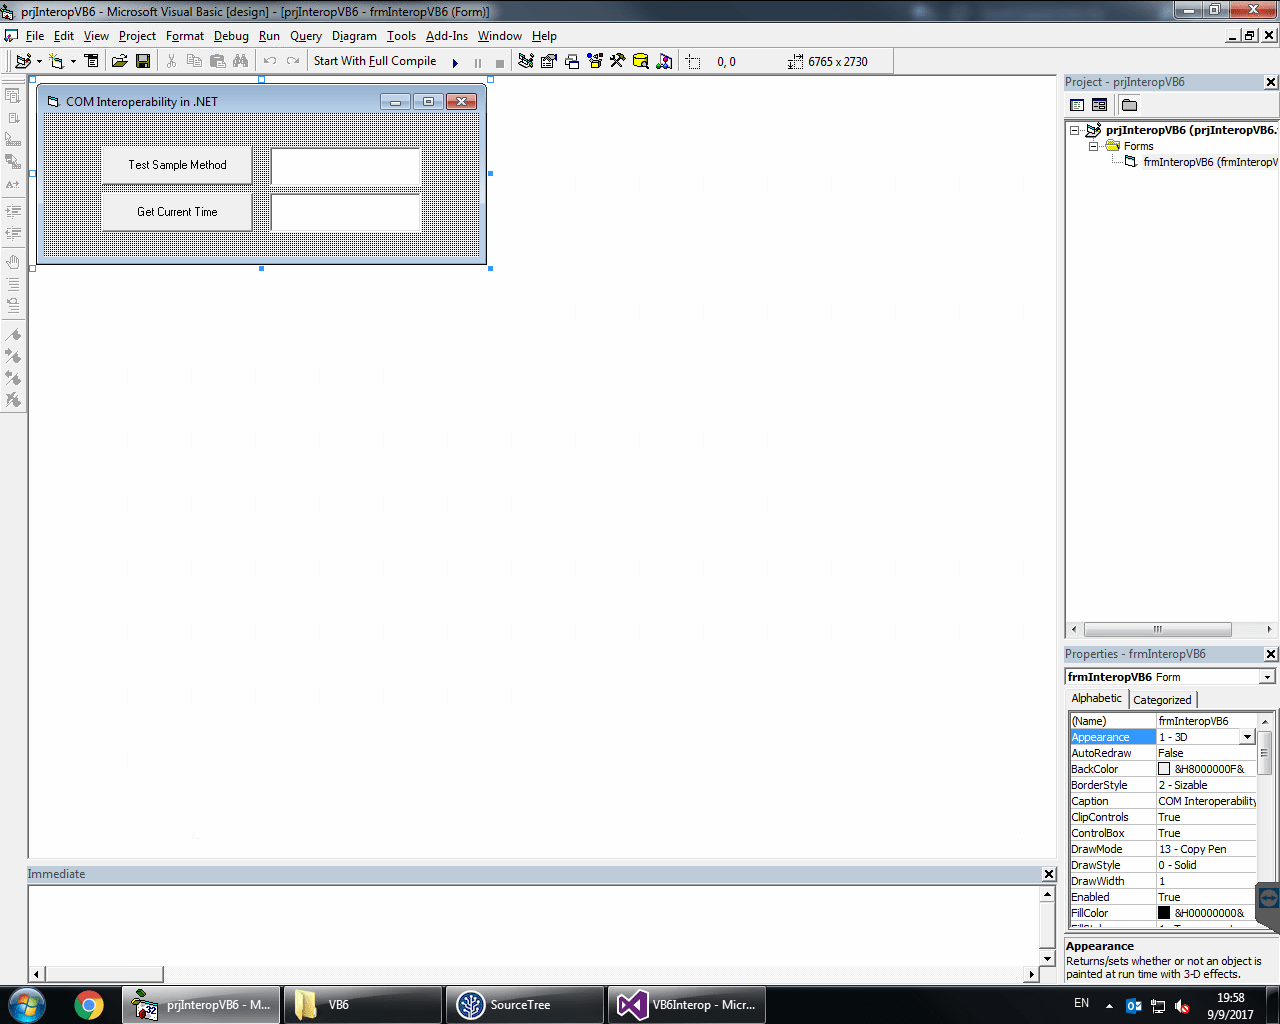 prjInteropVB6 - Microsoft Visual Basic [design] - [prjInteropVB6 - frmInteropVB6 (Form)]
File Edit View Project Format Debug Run Query Diagram Tools Add-Ins Window Help
Start With Full Compile 0, 0 6765 x 2730
COM Interoperability in .NET
Test Sample Method
Get Current Time
Project - prjInteropVB6
prjInteropVB6 (prjInteropVB6.
Forms
frmInteropVB6 (frmInteropV
Properties - frmInteropVB6
frmInteropVB6 Form
Alphabetic Categorized
(Name) frmInteropVB6
Appearance 1 - 3D
AutoRedraw False
BackColor &H8000000F&
BorderStyle 2 - Sizable
Caption COM Interoperability
ClipControls True
ControlBox True
DrawMode 13 - Copy Pen
DrawStyle 0 - Solid
DrawWidth 1
Enabled True
FillColor &H00000000&
Appearance
Returns/sets whether or not an object is
painted at run time with 3-D effects.
Immediate
prjInteropVB6 - M...
VB6
SourceTree
VB6Interop - Micr...
EN
19:58
9/9/2017